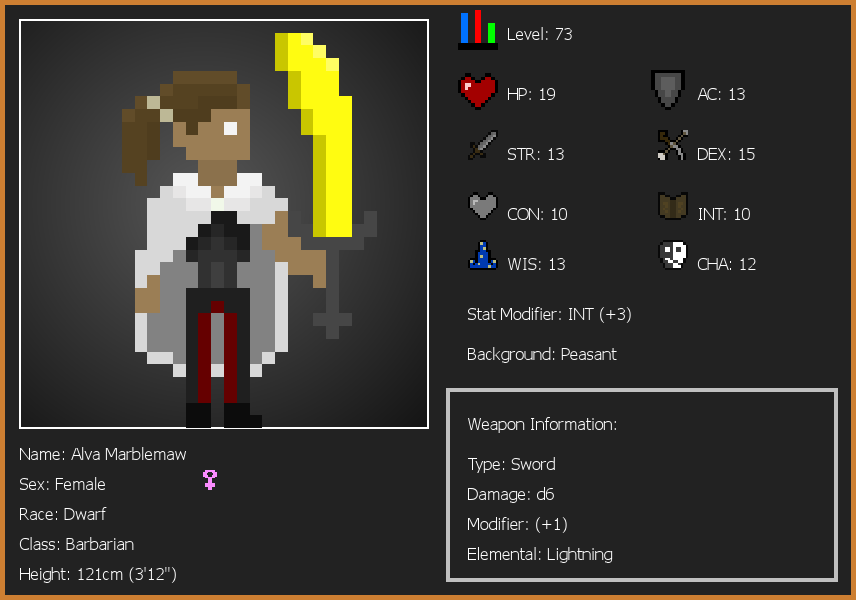 Level: 73
HP: 19
AC: 13
STR: 13
DEX: 15
CON: 10
INT: 10
WIS: 13
CHA: 12
Stat Modifier: INT (+3)
Background: Peasant
Weapon Information:
Type: Sword
Damage: d6
Modifier: (+1)
Elemental: Lightning
Name: Alva Marblemaw
Sex: Female
Race: Dwarf
Class: Barbarian
Height: 121cm (3'12")